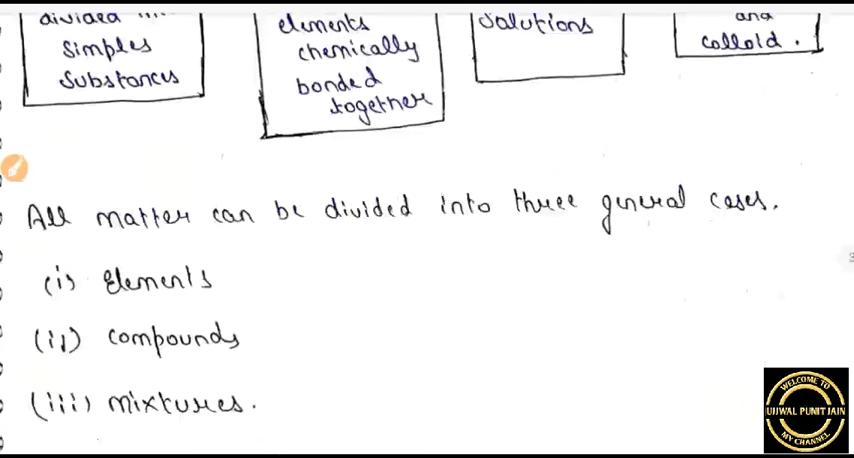 divided
simples
substances
elements
chemically
bonded
together
solutions
and
colloid.
All matter can be divided into three general cases.
(i) Elements
(ii) compounds
(iii) mixtures.
WELCOME TO
UJJWAL PUNIT JAIN
MY CHANNEL
3